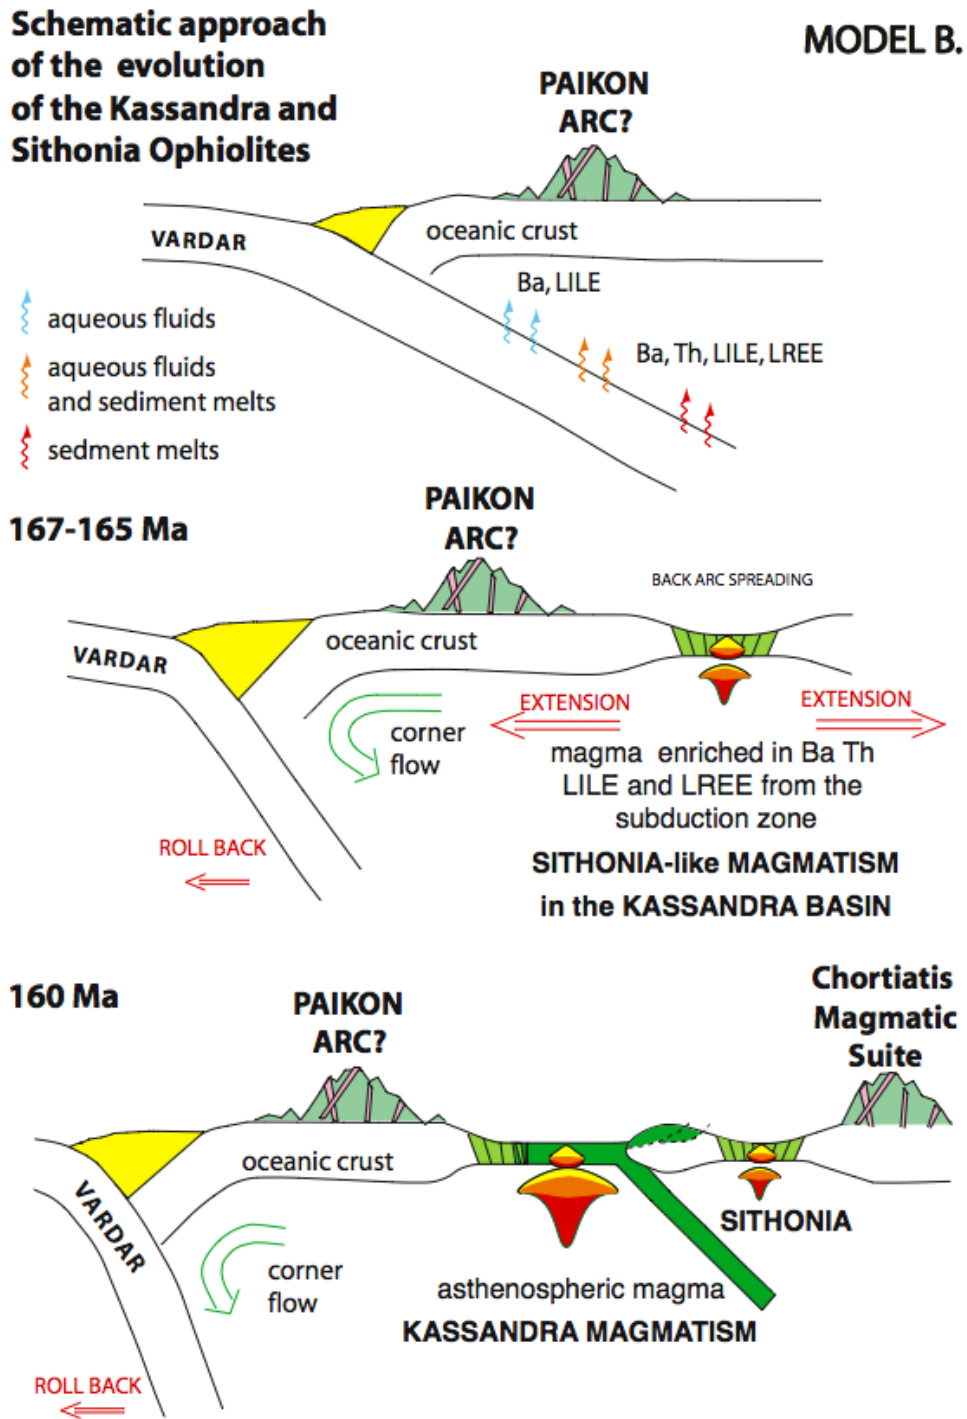 Schematic approach
of the evolution
of the Kassandra and
Sithonia Ophiolites
MODEL B.
PAIKON
ARC?
VARDAR
oceanic crust
Ba, LILE
aqueous fluids
Ba, Th, LILE, LREE
aqueous fluids
and sediment melts
sedment melts
167-165 Ma
PAIKON
ARC?
BACK ARC SPREADING
VARDAR
oceanic crust
EXTENSION
EXTENSION
corner
flow
magma enriched in Ba Th
LILE and LREE from the
subduction zone
ROLL BACK
SITHONIA-like MAGMATISM
in the KASSANDRA BASIN
160 Ma
PAIKON
ARC?
Chortiatis
Magmatic
Suite
oceanic crust
VARDAR
SITHONIA
corner
flow
asthenospheric magma
KASSANDRA MAGMATISM
ROLL BACK